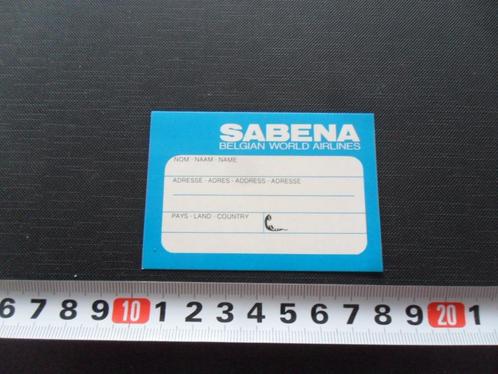 SABENA
BELGIAN WORLD AIRLINES
NOM - NAAM - NAME
ADRESSE - ADRES - ADDRESS - ADRESSE
PAYS - LAND - COUNTRY
6 7 8 9 10 1 2 3 4 5 6 7 8 9 20 1